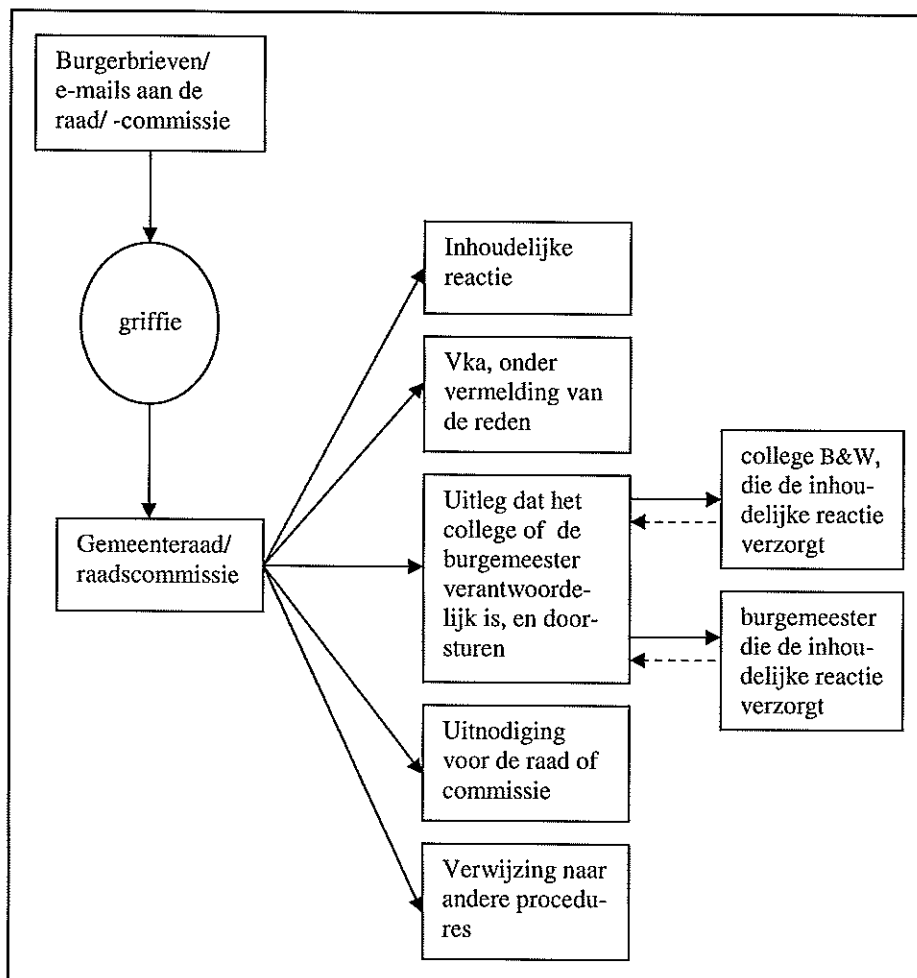 Burgerbrieven/
e-mails aan de
raad/ -commissie
griffie
Gemeenteraad/
raadscommissie
Inhoudelijke
reactie
Vka, onder
vermelding van
de reden
Uitleg dat het
college of de
burgemeester
verantwoorde-
lijk is, en door-
sturen
college B&W,
die de inhou-
delijke reactie
verzorgt
burgemeester
die de inhou-
delijke reactie
verzorgt
Uitnodiging
voor de raad of
commissie
Verwijzing naar
andere procedu-
res